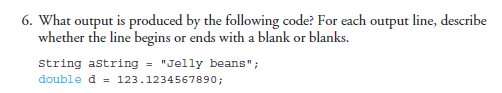 6. What output is produced by the following code? For each output line, describe
whether the line begins or ends with a blank or blanks.
String aString = "Jelly beans";
double d = 123.1234567890;